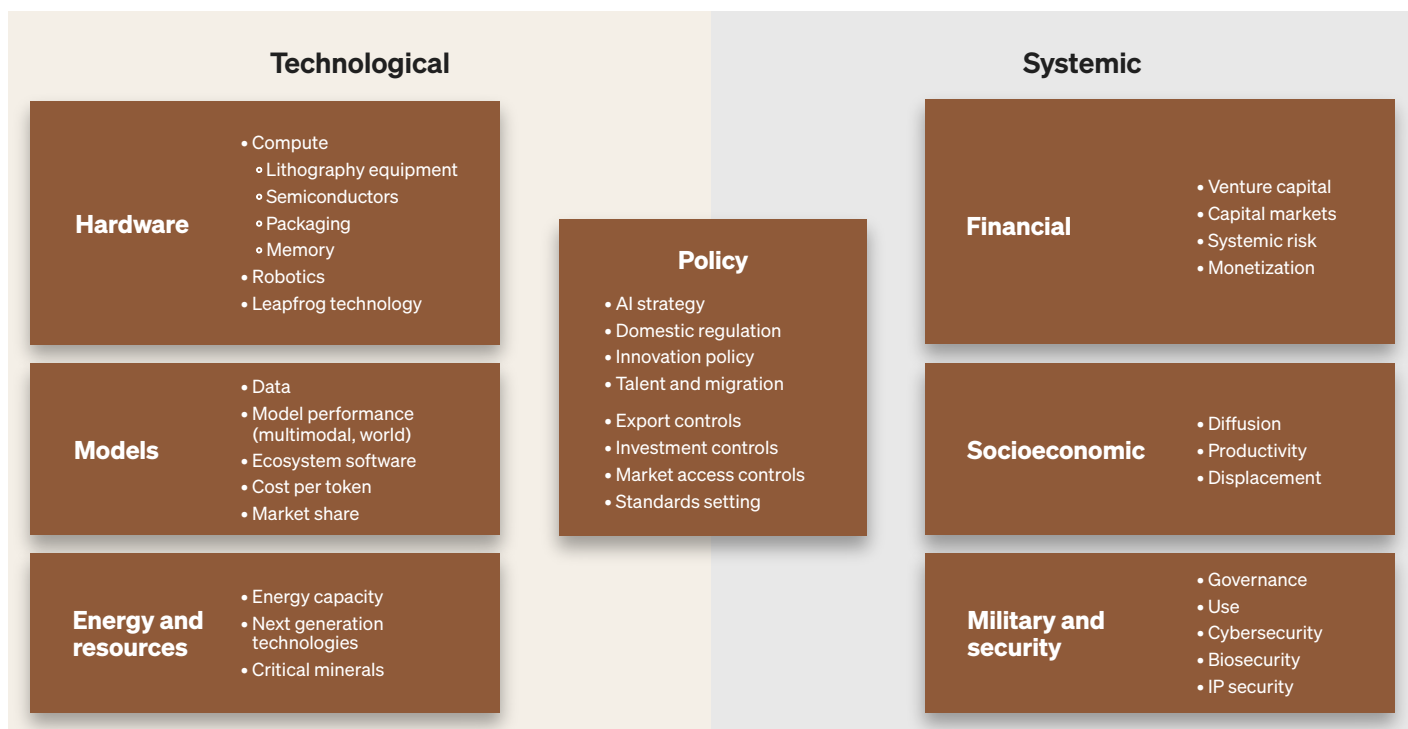 Technological
Hardware
• Compute
∘ Lithography equipment
∘ Semiconductors
∘ Packaging
∘ Memory
• Robotics
• Leapfrog technology
Models
• Data
• Model performance
(multimodal, world)
• Ecosystem software
• Cost per token
• Market share
Energy and
resources
• Energy capacity
• Next generation
technologies
• Critical minerals
Policy
• AI strategy
• Domestic regulation
• Innovation policy
• Talent and migration
• Export controls
• Investment controls
• Market access controls
• Standards setting
Systemic
Financial
• Venture capital
• Capital markets
• Systemic risk
• Monetization
Socioeconomic
• Diffusion
• Productivity
• Displacement
Military and
security
• Governance
• Use
• Cybersecurity
• Biosecurity
• IP security